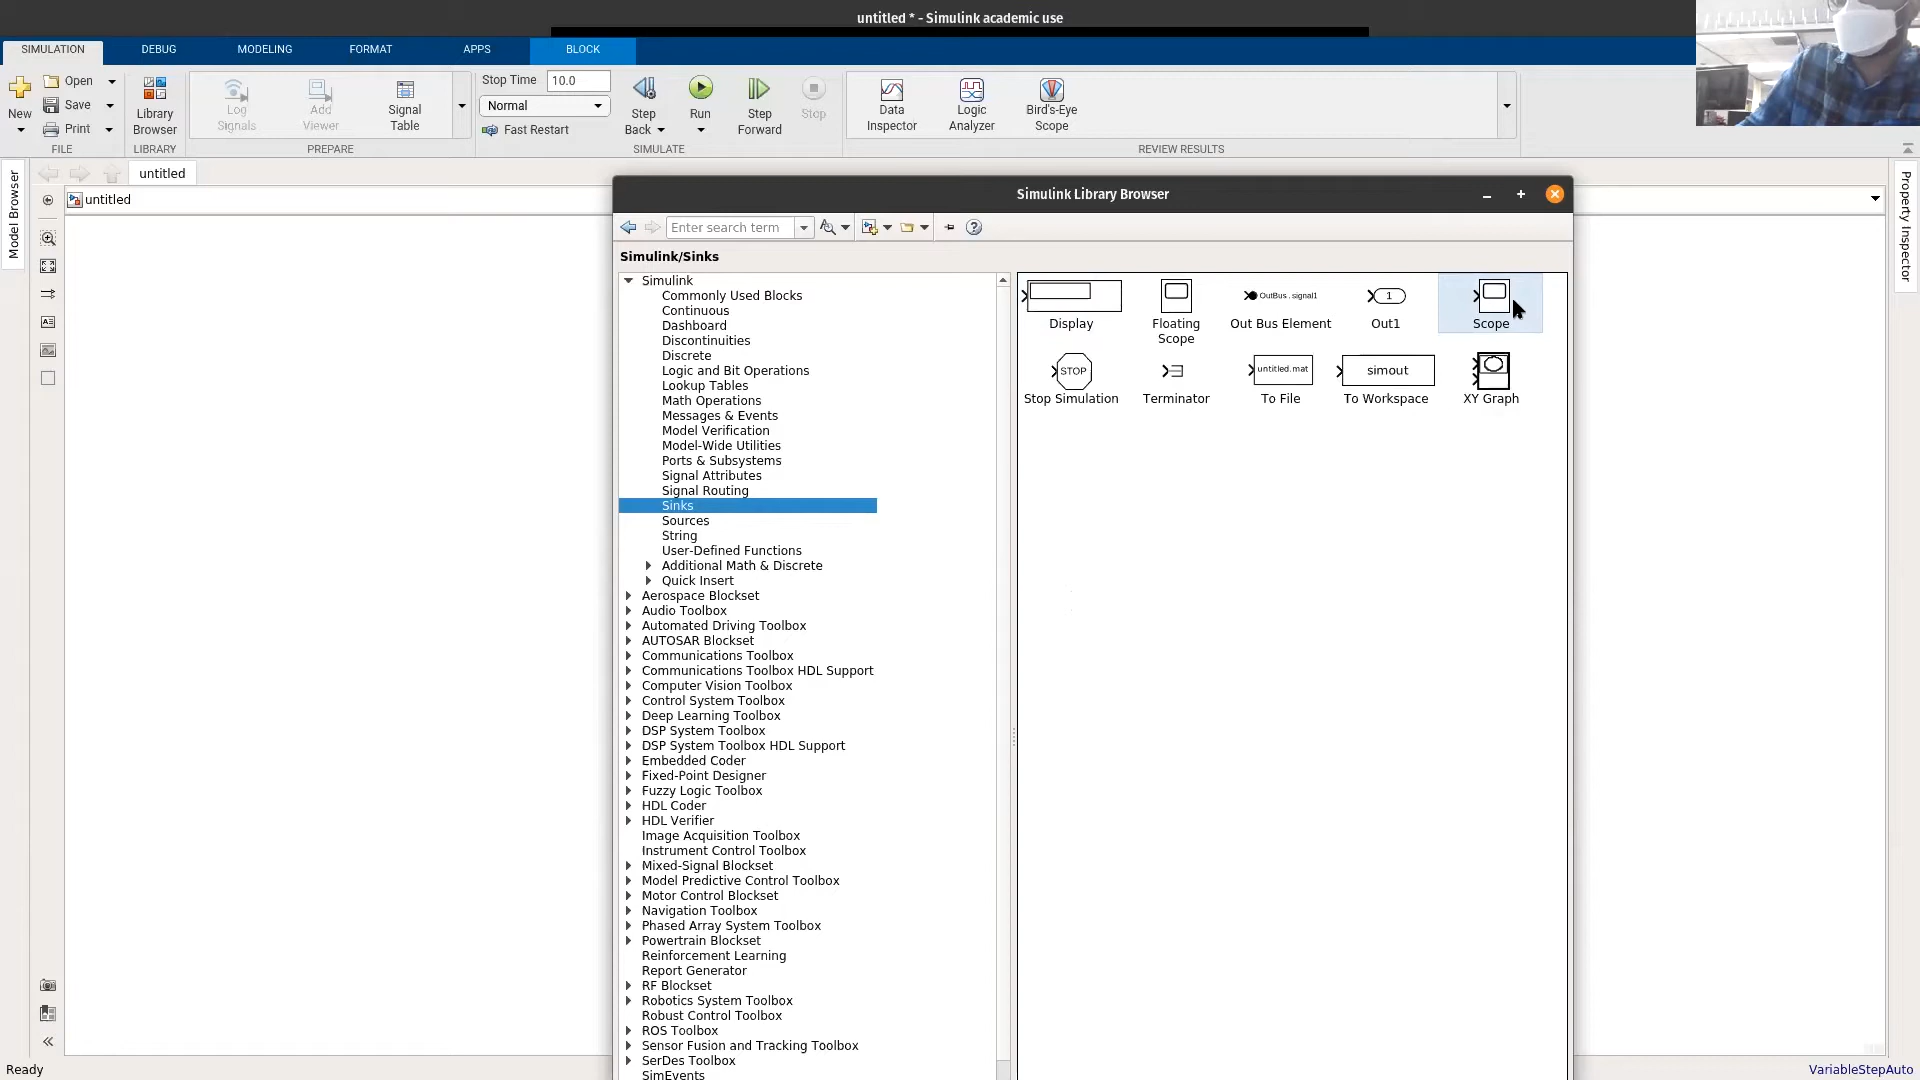 untitled * - Simulink academic use
SIMULATION
DEBUG
MODELING
FORMAT
APPS
BLOCK
New
Open
Save
Print
FILE
Library
Browser
LIBRARY
Log
Signals
Add
Viewer
Signal
Table
PREPARE
Stop Time
10.0
Normal
Fast Restart
Step
Back
Run
Step
Forward
Stop
SIMULATE
Data
Inspector
Logic
Analyzer
Bird's-Eye
Scope
REVIEW RESULTS
untitled
untitled
Model Browser
Property Inspector
Simulink Library Browser
Enter search term
Simulink/Sinks
Simulink
Commonly Used Blocks
Continuous
Dashboard
Discontinuities
Discrete
Logic and Bit Operations
Lookup Tables
Math Operations
Messages & Events
Model Verification
Model-Wide Utilities
Ports & Subsystems
Signal Attributes
Signal Routing
Sinks
Sources
String
User-Defined Functions
Additional Math & Discrete
Quick Insert
Aerospace Blockset
Audio Toolbox
Automated Driving Toolbox
AUTOSAR Blockset
Communications Toolbox
Communications Toolbox HDL Support
Computer Vision Toolbox
Control System Toolbox
Deep Learning Toolbox
DSP System Toolbox
DSP System Toolbox HDL Support
Embedded Coder
Fixed-Point Designer
Fuzzy Logic Toolbox
HDL Coder
HDL Verifier
Image Acquisition Toolbox
Instrument Control Toolbox
Mixed-Signal Blockset
Model Predictive Control Toolbox
Motor Control Blockset
Navigation Toolbox
Phased Array System Toolbox
Powertrain Blockset
Reinforcement Learning
Report Generator
RF Blockset
Robotics System Toolbox
Robust Control Toolbox
ROS Toolbox
Sensor Fusion and Tracking Toolbox
SerDes Toolbox
SimEvents
Display
Floating
Scope
OutBus.signal1
Out Bus Element
1
Out1
Scope
STOP
Stop Simulation
Terminator
untitled.mat
To File
simout
To Workspace
XY Graph
Ready
VariableStepAuto